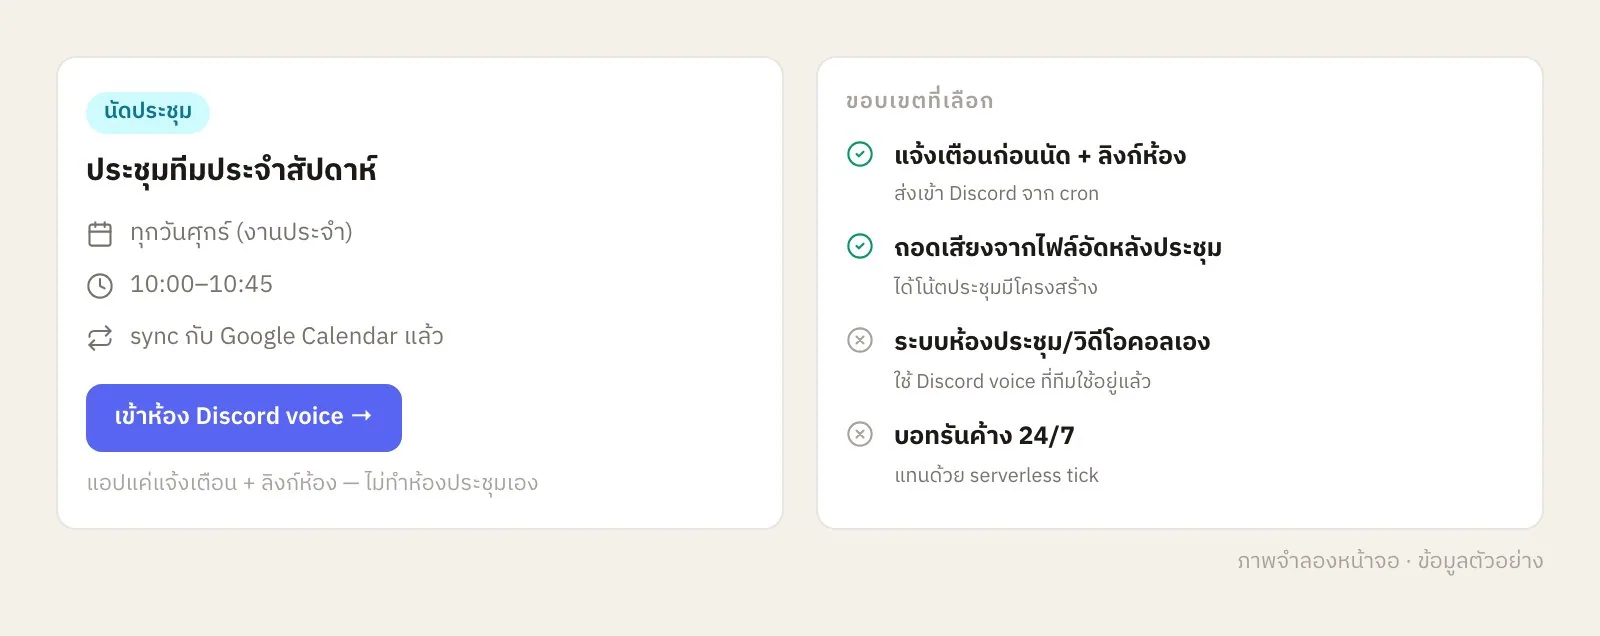 นัดประชุม
ประชุมทีมประจำสัปดาห์
ทุกวันศุกร์ (งานประจำ)
10:00–10:45
sync กับ Google Calendar แล้ว
เข้าห้อง Discord voice →
แอปแค่แจ้งเตือน + ลิงก์ห้อง — ไม่ทำห้องประชุมเอง
ขอบเขตที่เลือก
แจ้งเตือนก่อนนัด + ลิงก์ห้อง
ส่งเข้า Discord จาก cron
ถอดเสียงจากไฟล์อัดหลังประชุม
ได้โน้ตประชุมมีโครงสร้าง
ระบบห้องประชุม/วิดีโอคอลเอง
ใช้ Discord voice ที่ทีมใช้อยู่แล้ว
บอทรันค้าง 24/7
แทนด้วย serverless tick
ภาพจำลองหน้าจอ · ข้อมูลตัวอย่าง